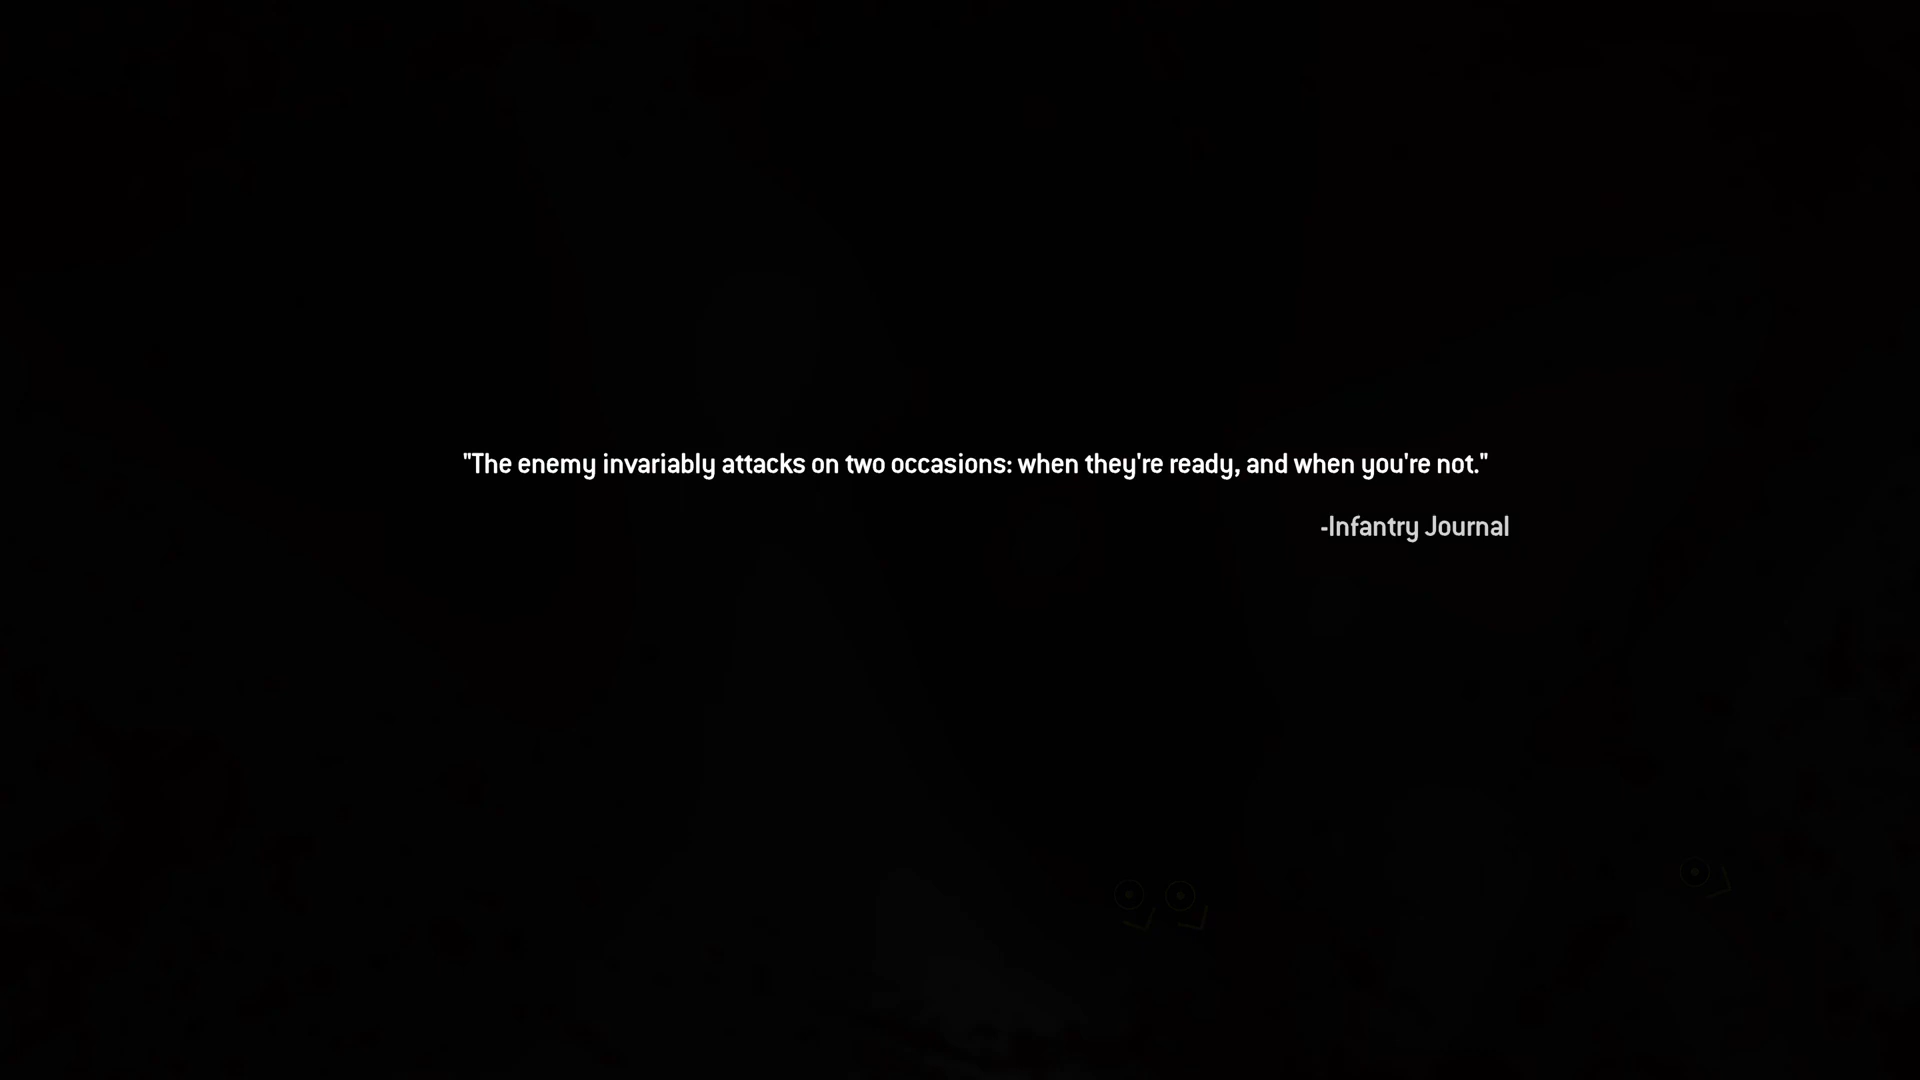 "The enemy invariably attacks on two occasions: when they're ready, and when you're not."
-Infantry Journal